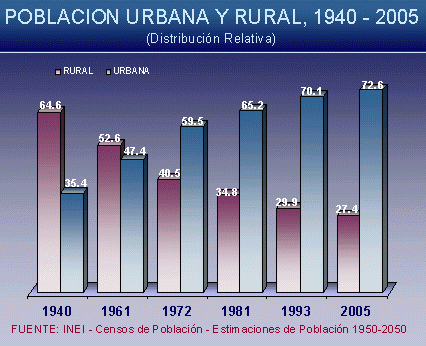 POBLACION URBANA Y RURAL, 1940 - 2005
(Distribución Relativa)
RURAL URBANA
64.6 35.4 52.6 47.4 40.5 59.5 34.8 65.2 29.9 70.1 27.4 72.6
1940 1961 1972 1981 1993 2005
FUENTE: INEI - Censos de Población - Estimaciones de Población 1950-2050